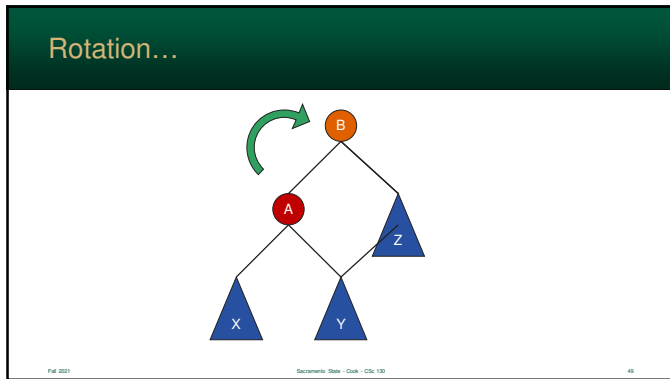 Rotation…
B
A
Z
X
Y
Fall 2021
Sacramento State - Cook - CSc 130
49